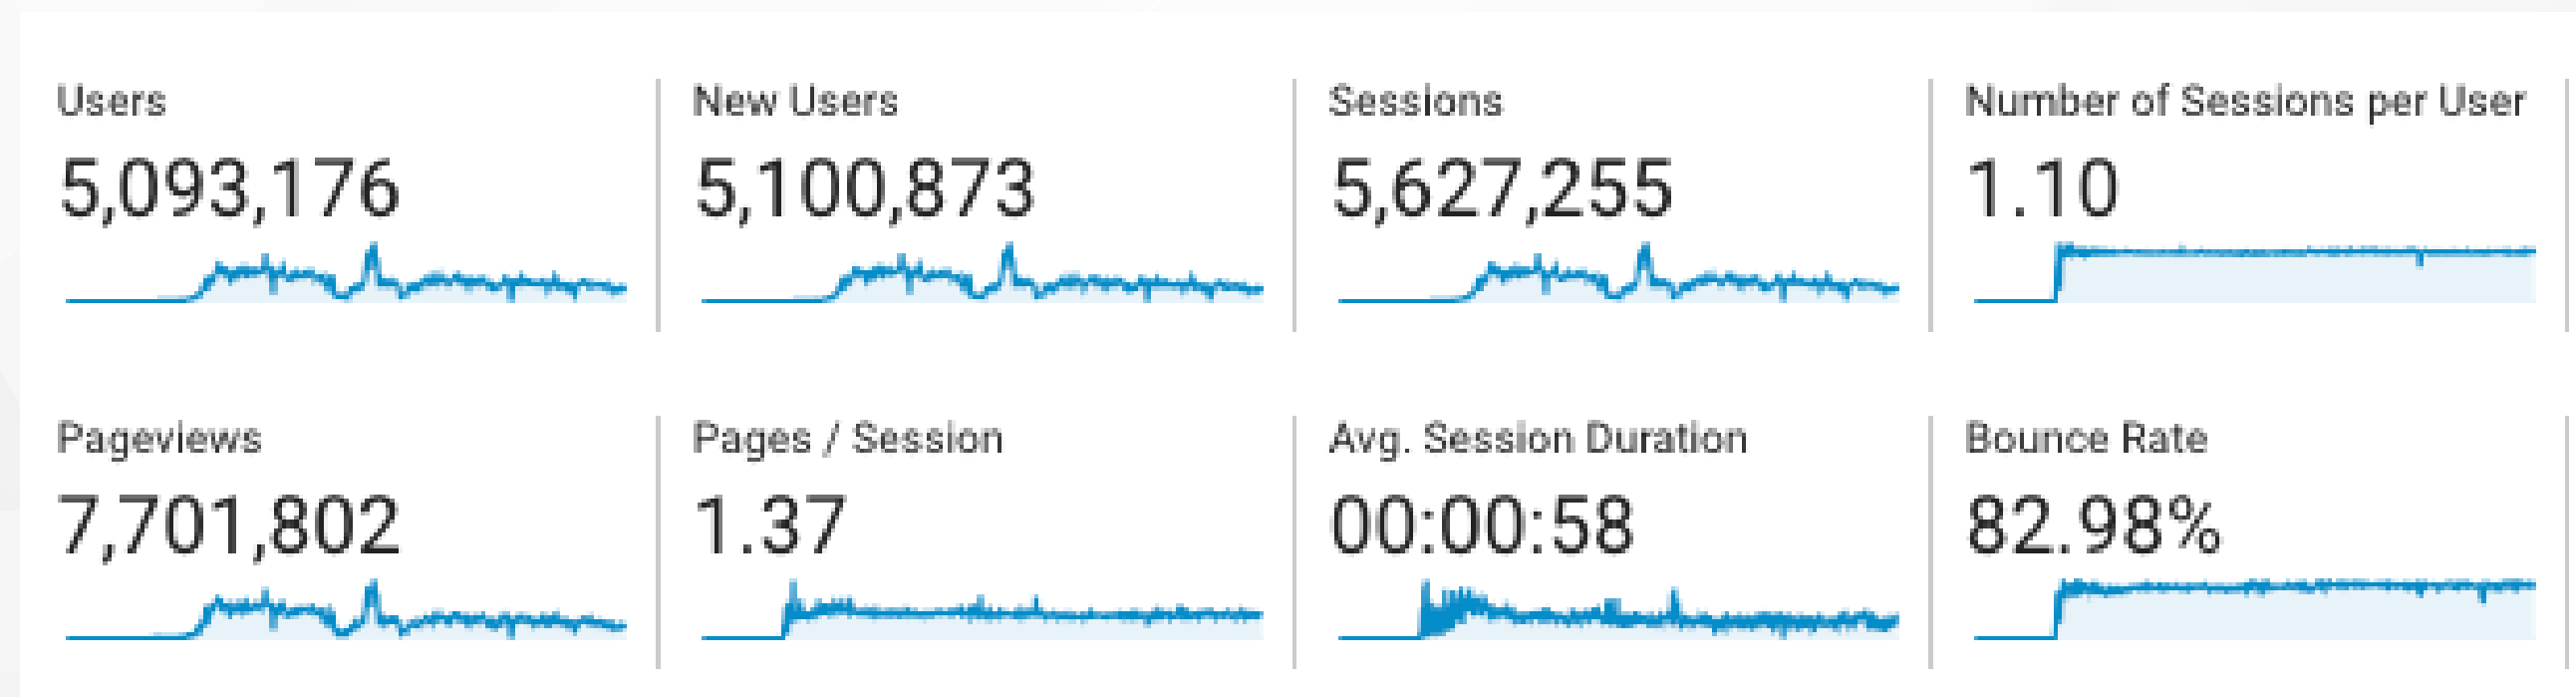 Users
5,093,176
New Users
5,100,873
Sessions
5,627,255
Number of Sessions per User
1.10
Pageviews
7,701,802
Pages / Session
1.37
Avg. Session Duration
00:00:58
Bounce Rate
82.98%